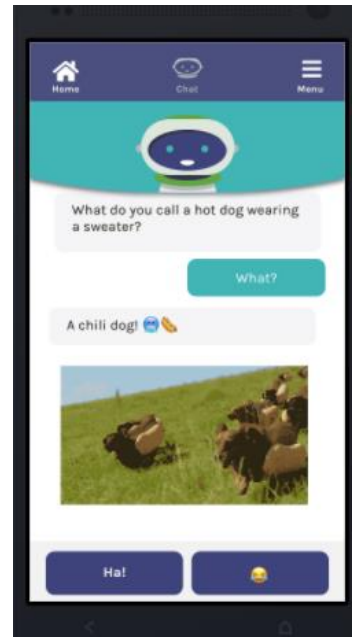 Home
Chat
Menu
What do you call a hot dog wearing
a sweater?
What?
A chili dog! 🥶🌭
Ha!
😂